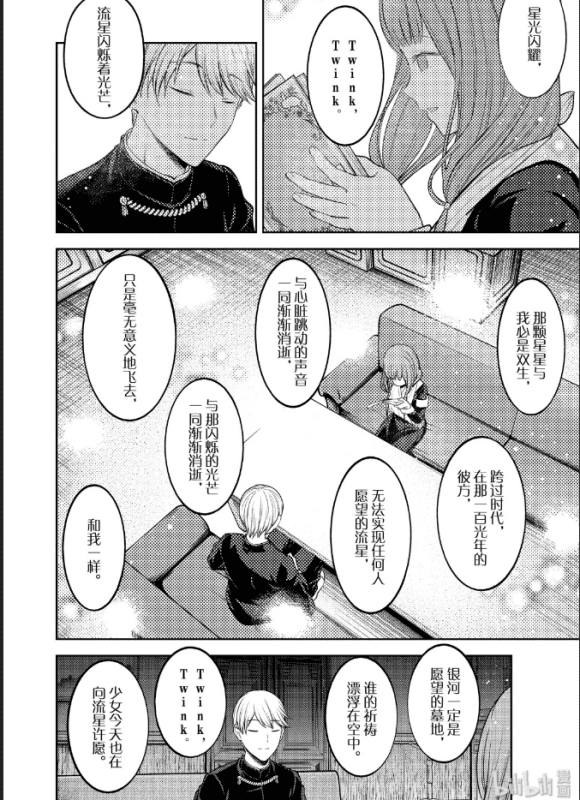 星光闪耀，
Twink,
Twink。
流星闪烁着光芒，
那颗星星与
我必是双生，
跨过时代，
在那一百光年的
彼方，
与心脏跳动的声音
一同渐渐消逝，
无法实现任何人
愿望的流星，
与那闪烁的光芒
一同渐渐消逝，
只是毫无意义地飞去，
和我一样。
银河一定是
愿望的墓地，
谁的祈祷
漂浮在空中。
Twink,
Twink。
少女今天也在
向流星许愿。
bilibili
漫画